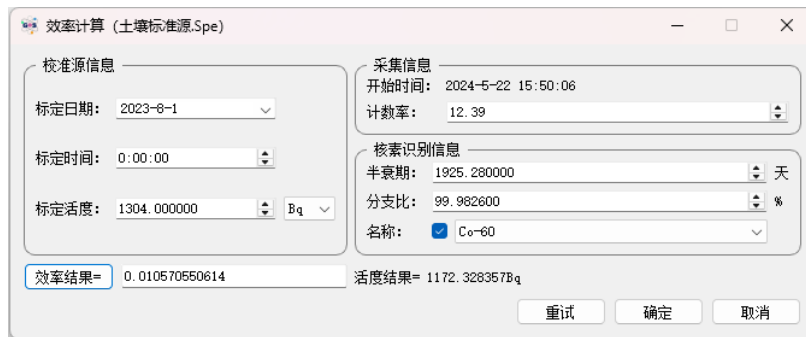 效率计算 (土壤标准源.Spe)
校准源信息
标定日期: 2023-8-1
标定时间: 0:00:00
标定活度: 1304.000000 Bq
采集信息
开始时间: 2024-5-22 15:50:06
计数率: 12.39
核素识别信息
半衰期: 1925.280000 天
分支比: 99.982600 %
名称: Co-60
效率结果= 0.010570550614 活度结果= 1172.328357Bq
重试 确定 取消